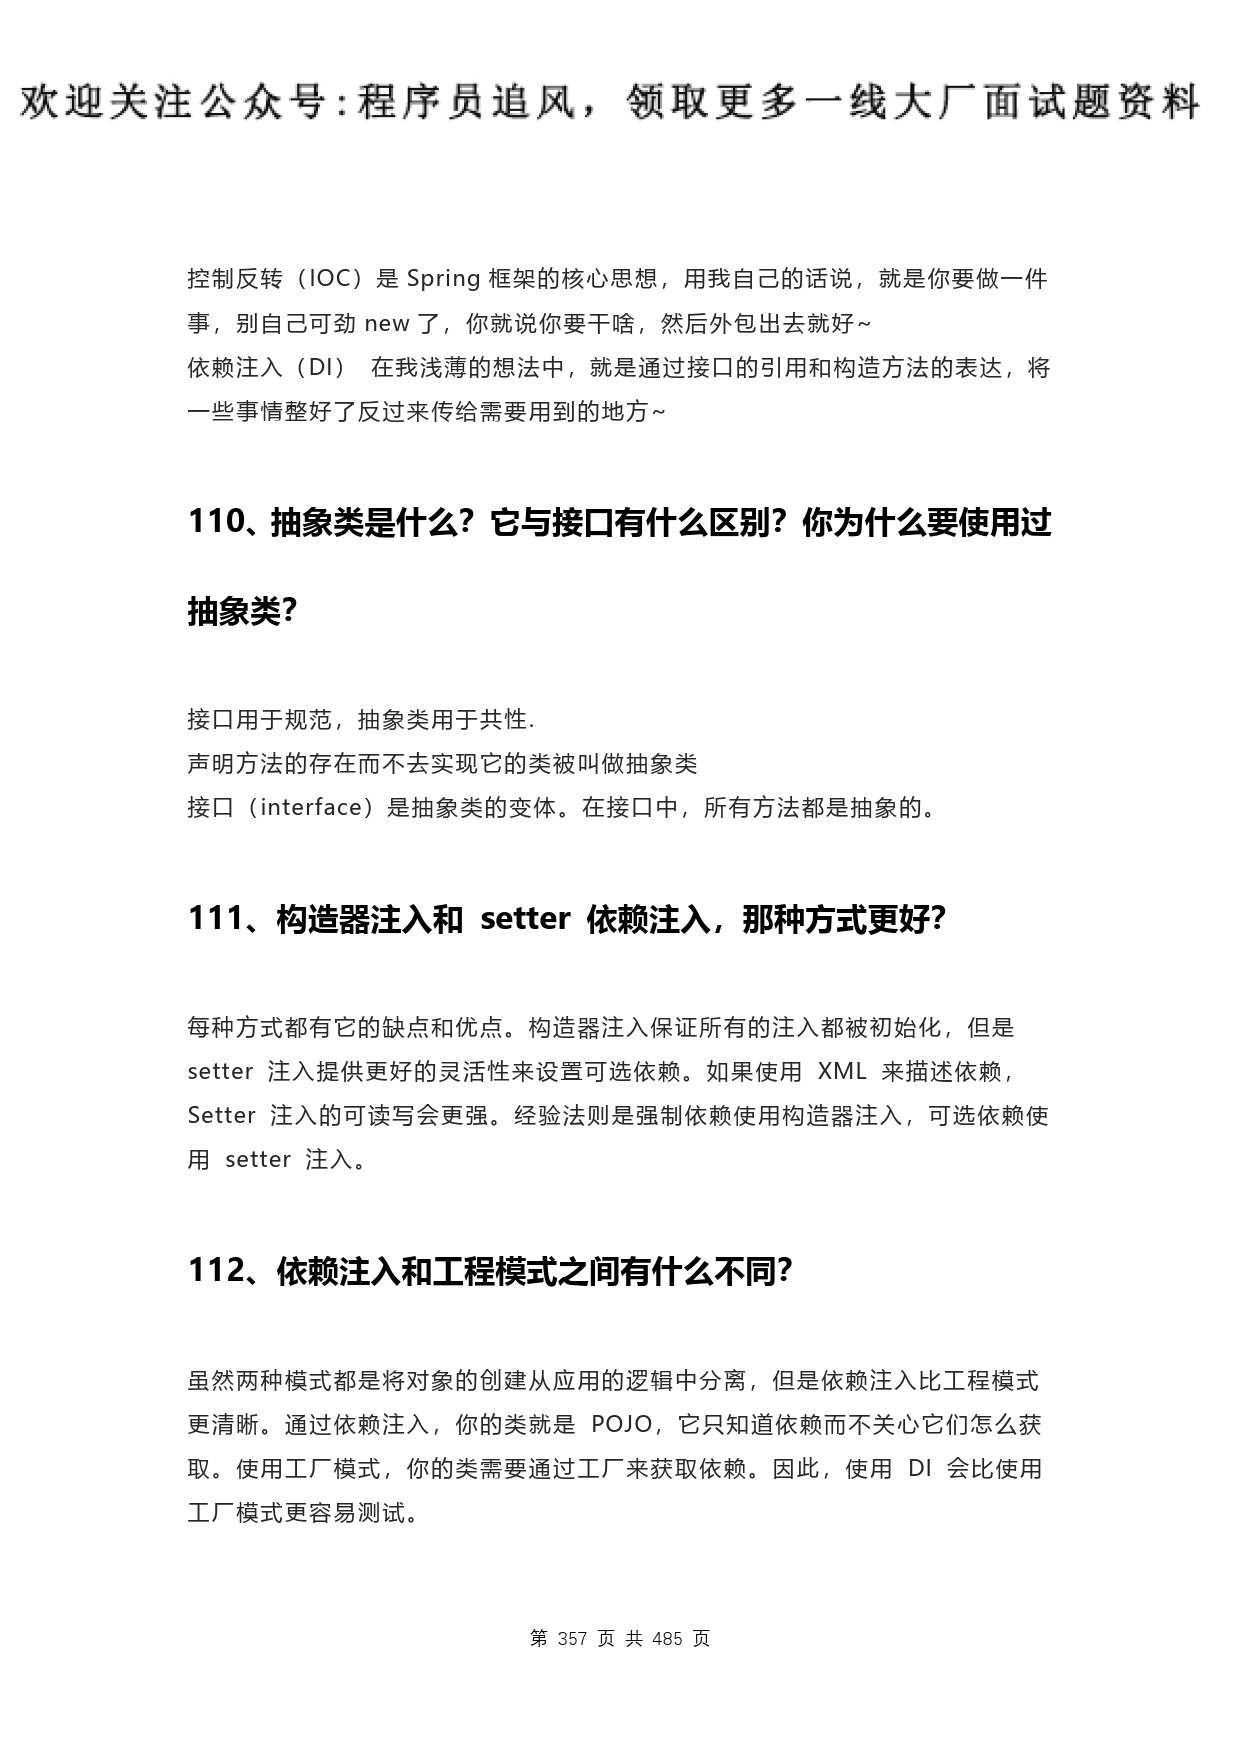 欢迎关注公众号:程序员追风，领取更多一线大厂面试题资料
控制反转（IOC）是 Spring 框架的核心思想，用我自己的话说，就是你要做一件
事，别自己可劲 new 了，你就说你要干啥，然后外包出去就好~
依赖注入（DI） 在我浅薄的想法中，就是通过接口的引用和构造方法的表达，将
一些事情整好了反过来传给需要用到的地方~
110、抽象类是什么？它与接口有什么区别？你为什么要使用过
抽象类？
接口用于规范，抽象类用于共性.
声明方法的存在而不去实现它的类被叫做抽象类
接口（interface）是抽象类的变体。在接口中，所有方法都是抽象的。
111、构造器注入和 setter 依赖注入，那种方式更好？
每种方式都有它的缺点和优点。构造器注入保证所有的注入都被初始化，但是
setter 注入提供更好的灵活性来设置可选依赖。如果使用 XML 来描述依赖，
Setter 注入的可读写会更强。经验法则是强制依赖使用构造器注入，可选依赖使
用 setter 注入。
112、依赖注入和工程模式之间有什么不同？
虽然两种模式都是将对象的创建从应用的逻辑中分离，但是依赖注入比工程模式
更清晰。通过依赖注入，你的类就是 POJO，它只知道依赖而不关心它们怎么获
取。使用工厂模式，你的类需要通过工厂来获取依赖。因此，使用 DI 会比使用
工厂模式更容易测试。
第 357 页 共 485 页